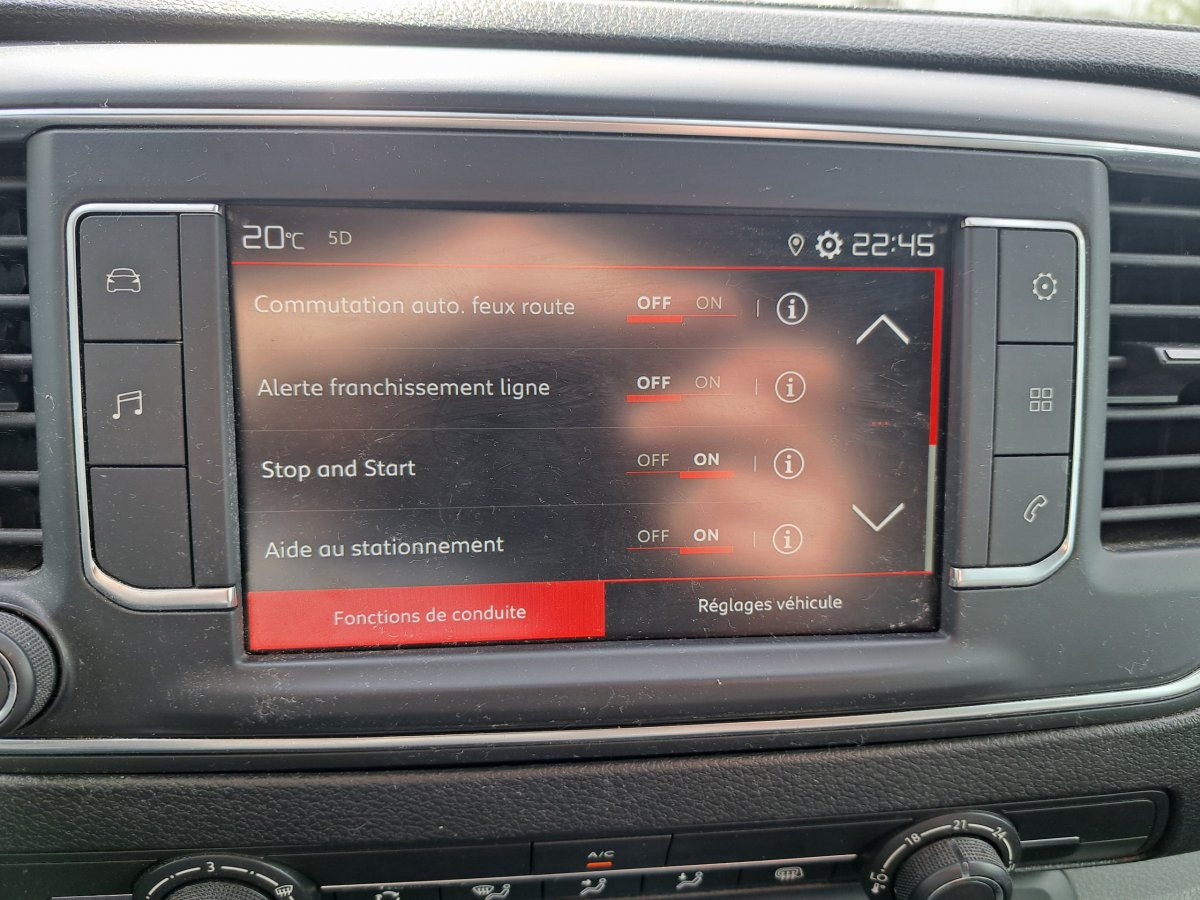 20°C 5D 22:45
Commutation auto. feux route OFF ON
Alerte franchissement ligne OFF ON
Stop and Start OFF ON
Aide au stationnement OFF ON
Fonctions de conduite Réglages véhicule
A/C
3
LO 18 21 24